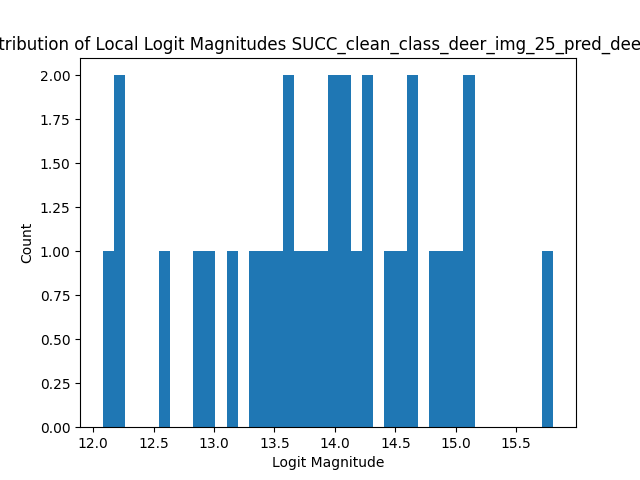 tribution of Local Logit Magnitudes SUCC_clean_class_deer_img_25_pred_dee
2.00
1.75
1.50
1.25
1.00
0.75
0.50
0.25
0.00
Count
12.0 12.5 13.0 13.5 14.0 14.5 15.0 15.5
Logit Magnitude